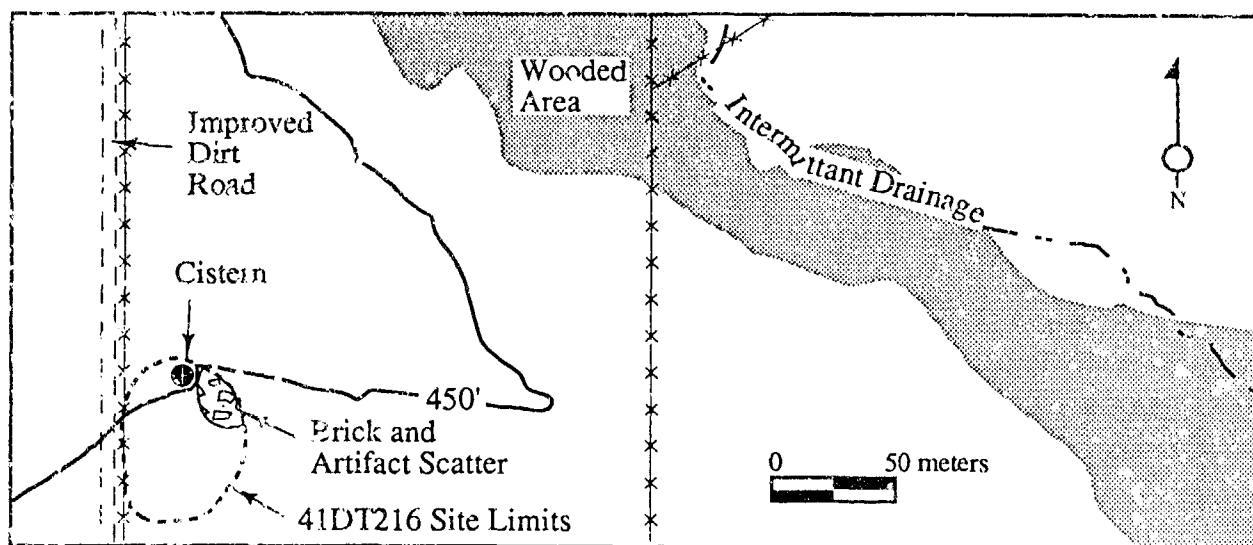 Wooded
Area
Improved
Dirt
Road
Intermittant Drainage
N
Cistern
450'
Brick and
Artifact Scatter
0 50 meters
41DT216 Site Limits